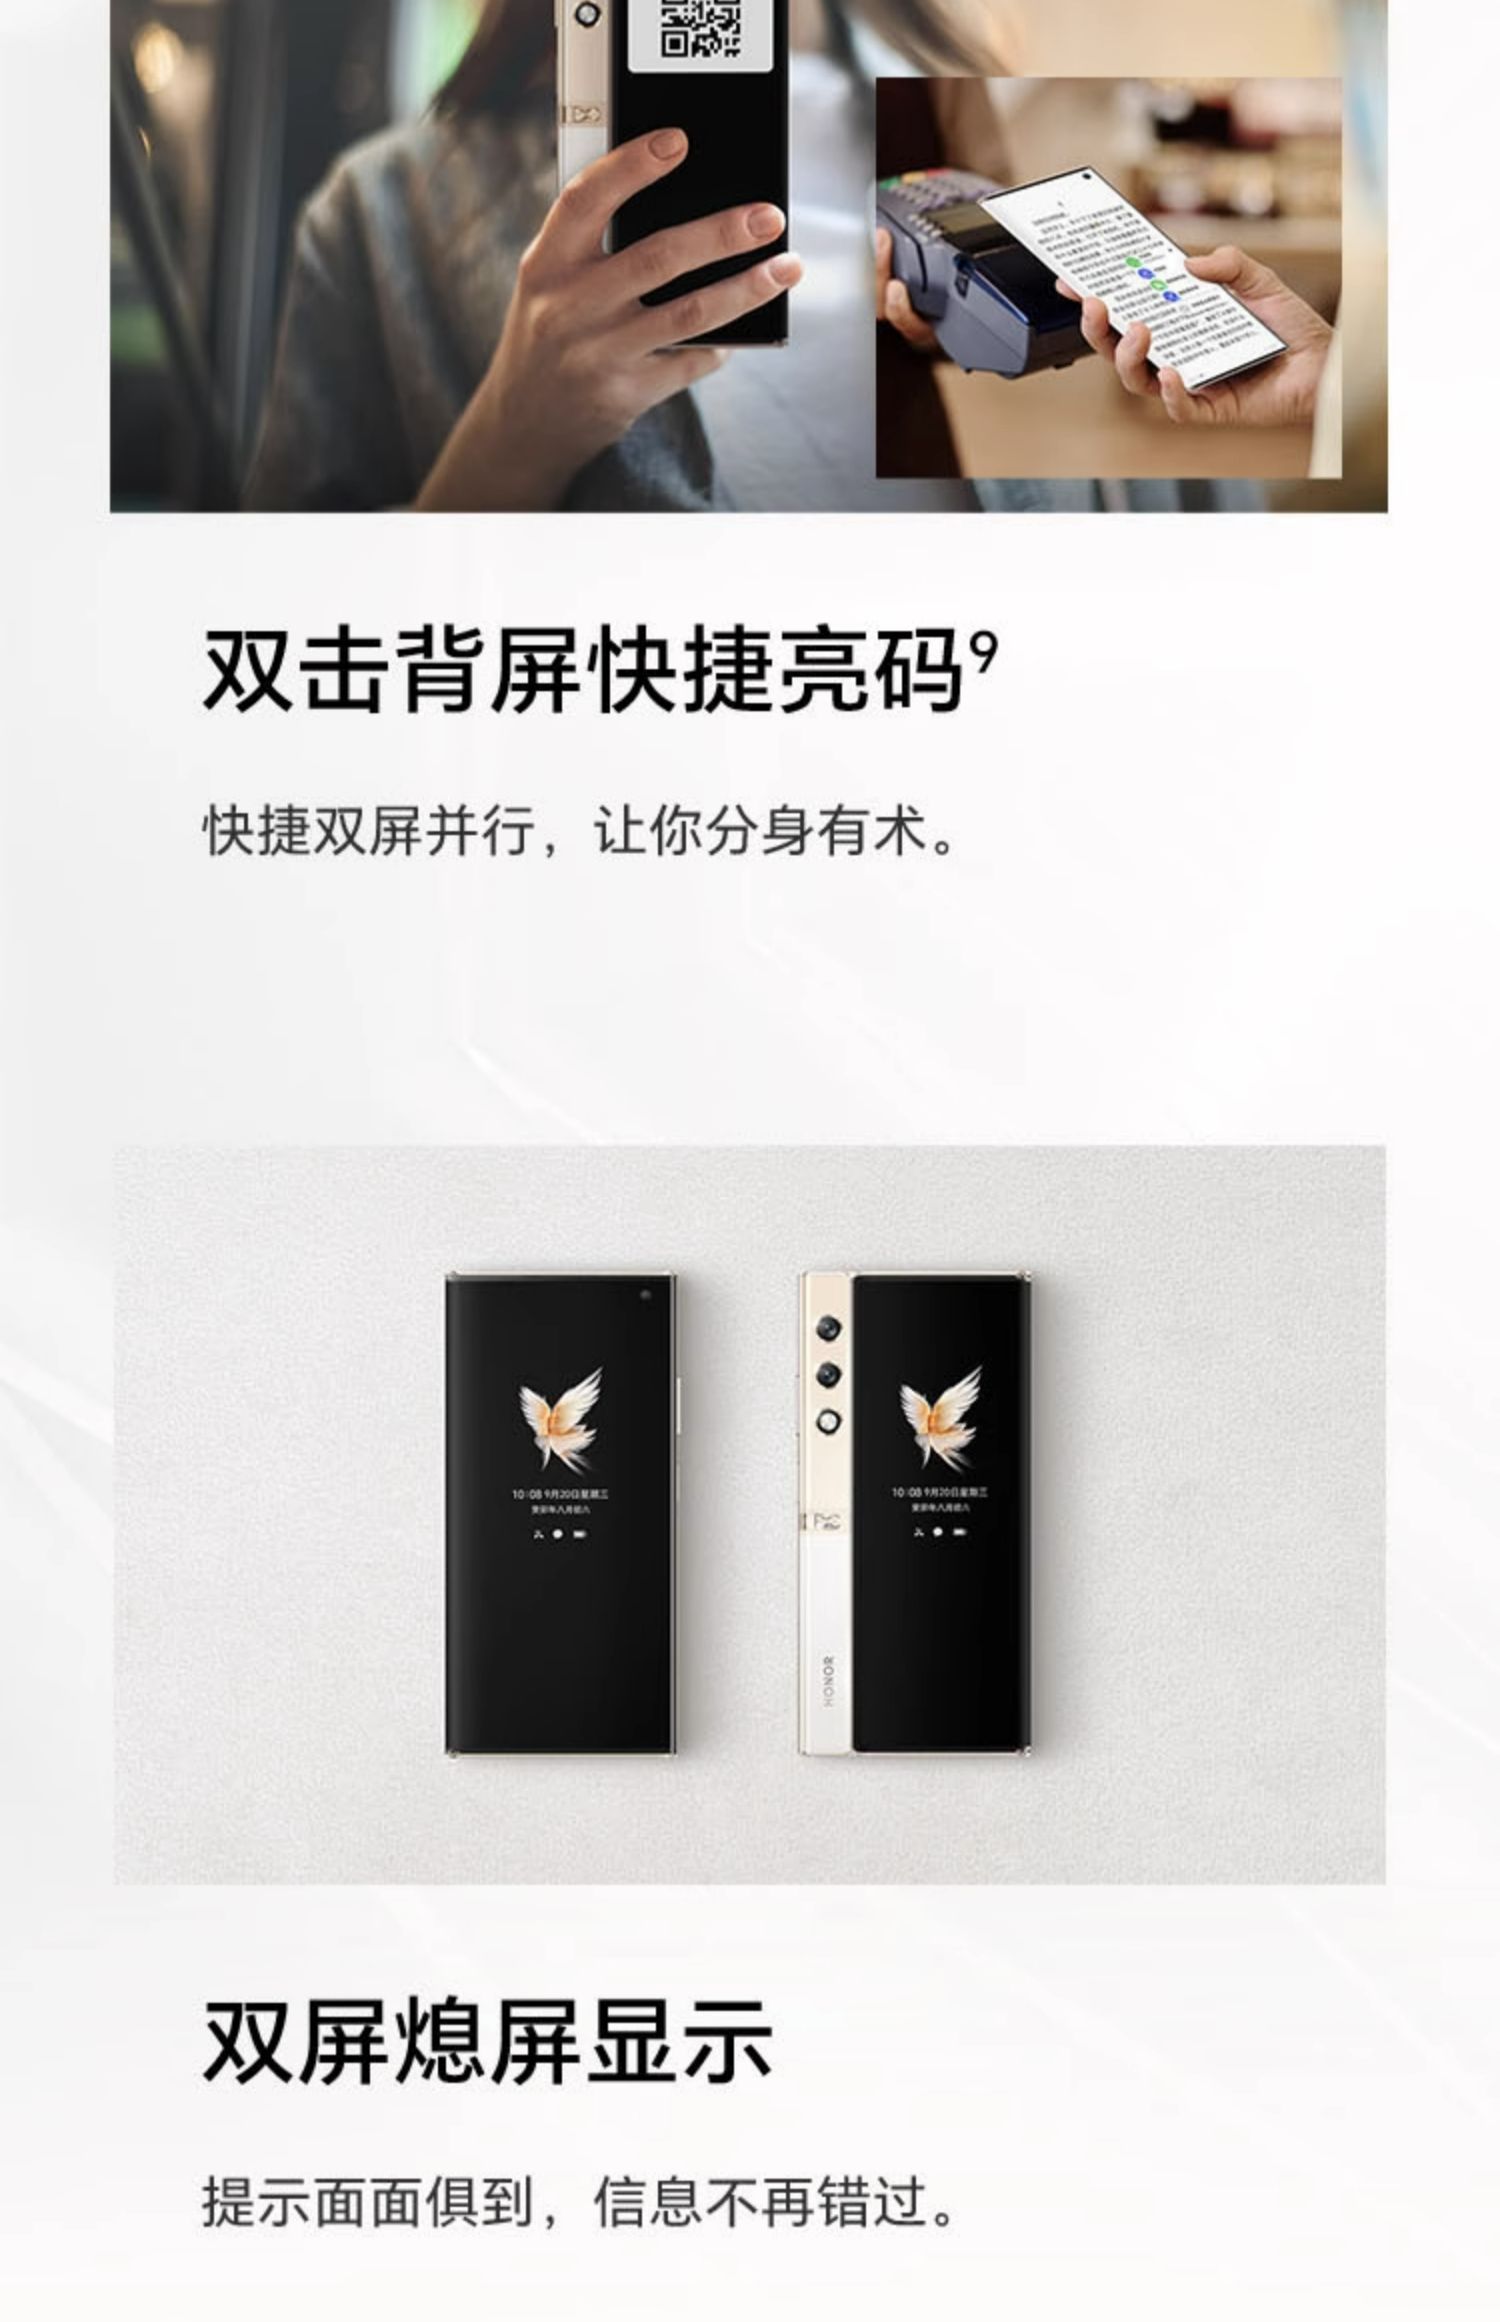 双击背屏快捷亮码9
快捷双屏并行，让你分身有术。
10:08 9月20日星期三
癸卯年八月初六
10:08 9月20日星期三
癸卯年八月初六
HONOR
双屏熄屏显示
提示面面俱到，信息不再错过。